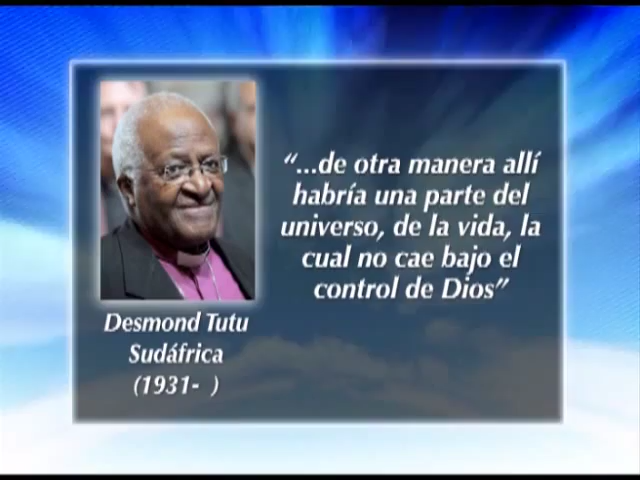 “...de otra manera allí
habría una parte del
universo, de la vida, la
cual no cae bajo el
control de Dios”
Desmond Tutu
Sudáfrica
(1931-  )